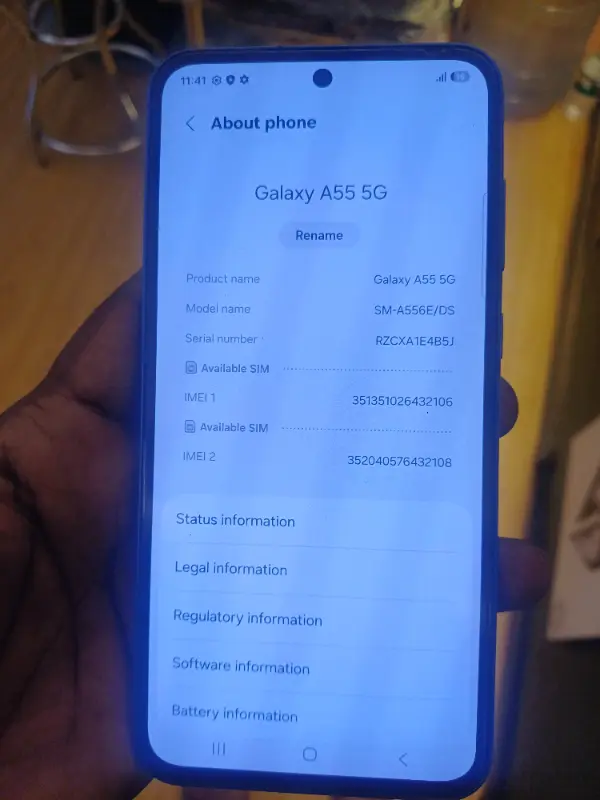 11:41
About phone
Galaxy A55 5G
Rename
Product name Galaxy A55 5G
Model name SM-A556E/DS
Serial number RZCXA1E4B5J
Available SIM
IMEI 1 351351026432106
Available SIM
IMEI 2 352040576432108
Status information
Legal information
Regulatory information
Software information
Battery information